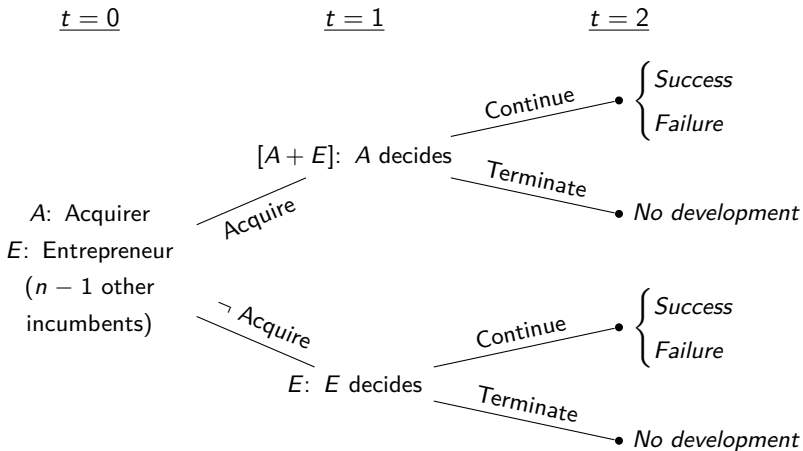 t = 0
t = 1
t = 2
Continue
Success
Failure
[A + E]: A decides
Terminate
No development
Acquire
A: Acquirer
E: Entrepreneur
(n − 1 other
incumbents)
¬ Acquire
Continue
Success
Failure
E: E decides
Terminate
No development